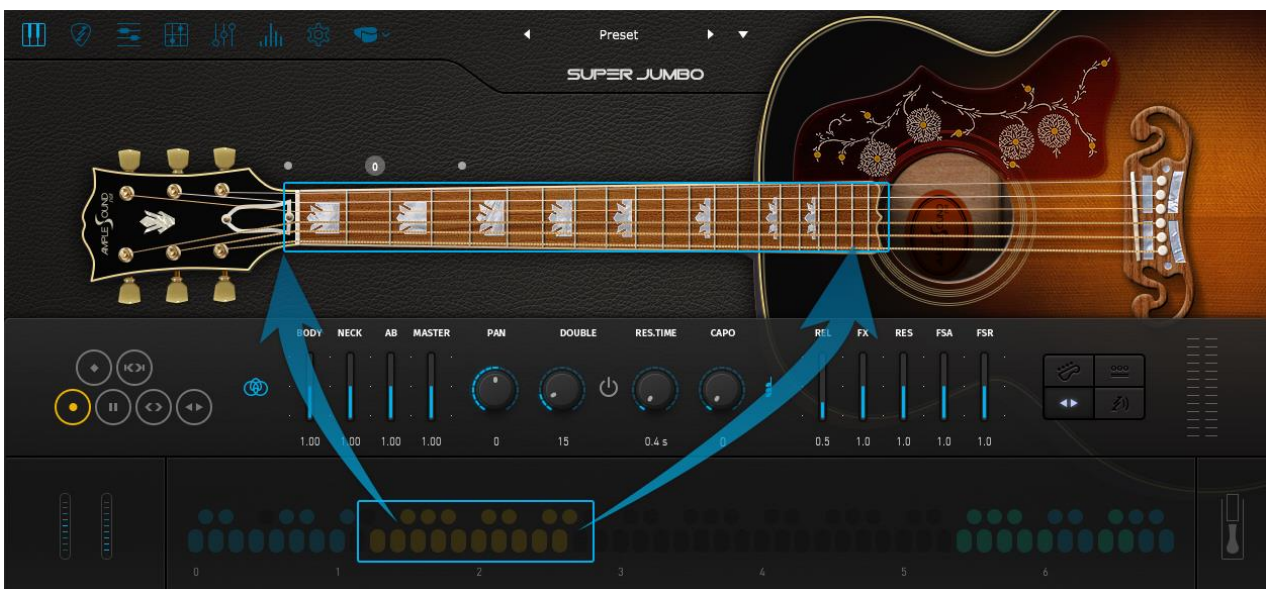 Preset
SUPER JUMBO
0
AMPLE SOUND
BODY NECK AB MASTER PAN DOUBLE RES.TIME CAPO REL FX RES FSA FSR
1.00 1.00 1.00 1.00 0 15 0.4 s 0 0.5 1.0 1.0 1.0 1.0
0 1 2 3 4 5 6